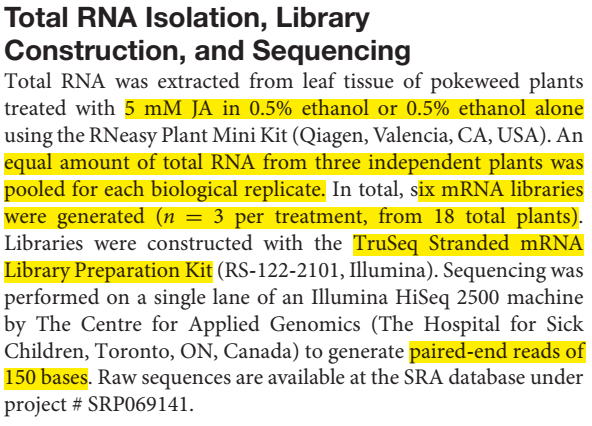 Total RNA Isolation, Library
Construction, and Sequencing
Total RNA was extracted from leaf tissue of pokeweed plants
treated with 5 mM JA in 0.5% ethanol or 0.5% ethanol alone
using the RNeasy Plant Mini Kit (Qiagen, Valencia, CA, USA). An
equal amount of total RNA from three independent plants was
pooled for each biological replicate. In total, six mRNA libraries
were generated (n = 3 per treatment, from 18 total plants).
Libraries were constructed with the TruSeq Stranded mRNA
Library Preparation Kit (RS-122-2101, Illumina). Sequencing was
performed on a single lane of an Illumina HiSeq 2500 machine
by The Centre for Applied Genomics (The Hospital for Sick
Children, Toronto, ON, Canada) to generate paired-end reads of
150 bases. Raw sequences are available at the SRA database under
project # SRP069141.